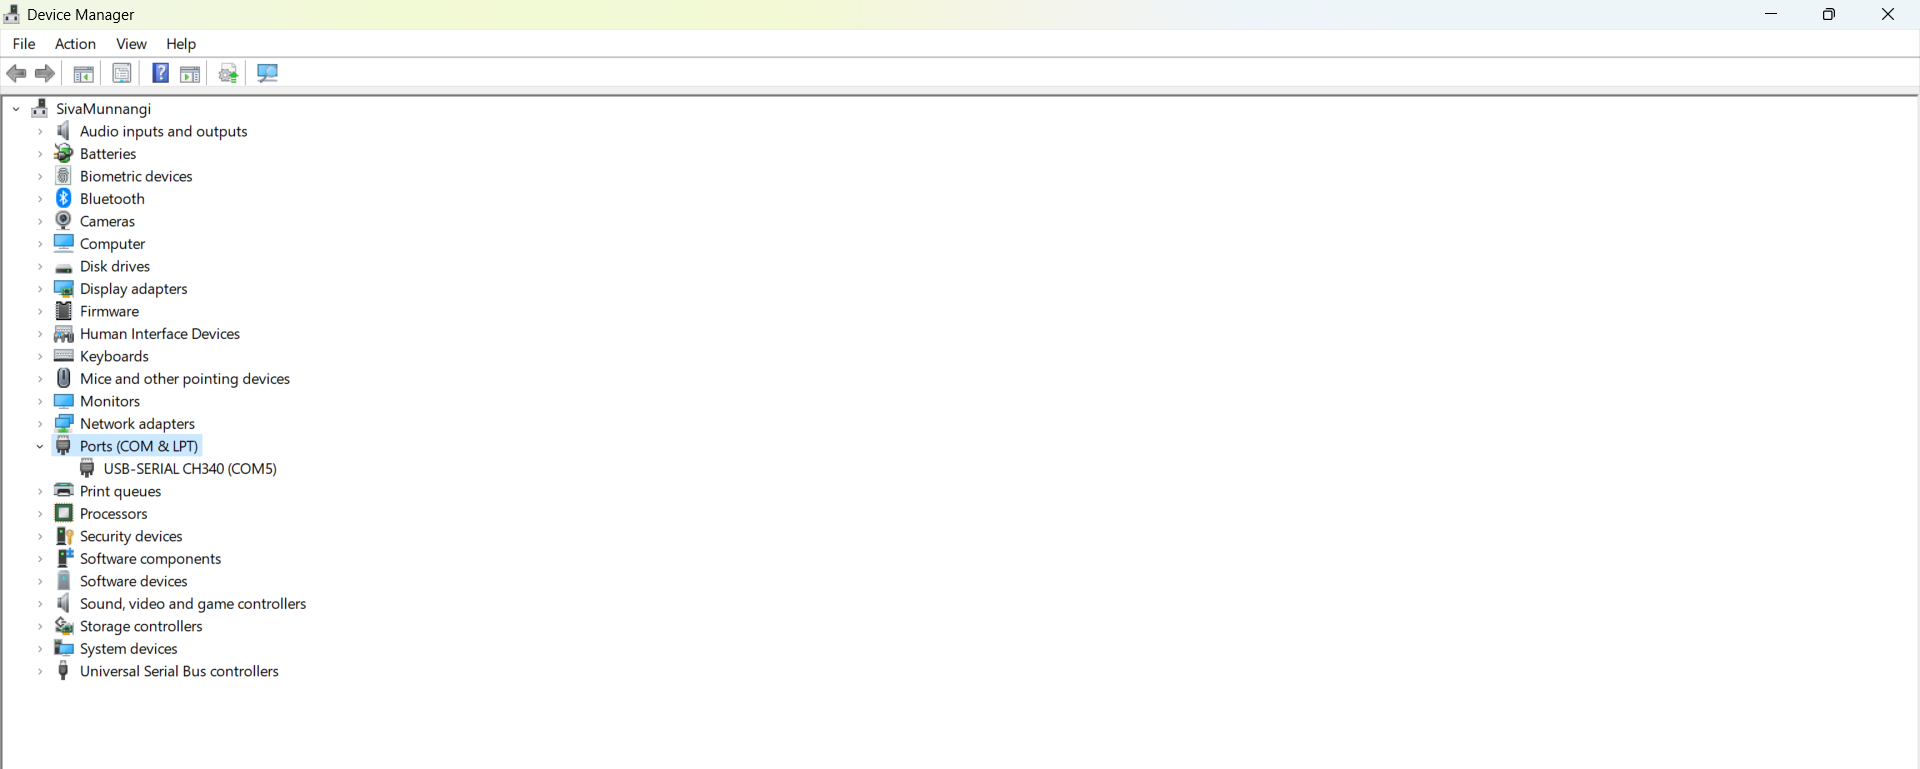 Device Manager
File Action View Help
SivaMunnangi
Audio inputs and outputs
Batteries
Biometric devices
Bluetooth
Cameras
Computer
Disk drives
Display adapters
Firmware
Human Interface Devices
Keyboards
Mice and other pointing devices
Monitors
Network adapters
Ports (COM & LPT)
USB-SERIAL CH340 (COM5)
Print queues
Processors
Security devices
Software components
Software devices
Sound, video and game controllers
Storage controllers
System devices
Universal Serial Bus controllers